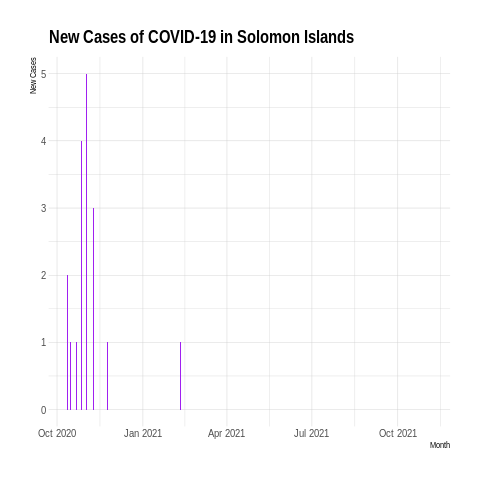 New Cases of COVID-19 in Solomon Islands
New Cases
5
4
3
2
1
0
Oct 2020 Jan 2021 Apr 2021 Jul 2021 Oct 2021
Month